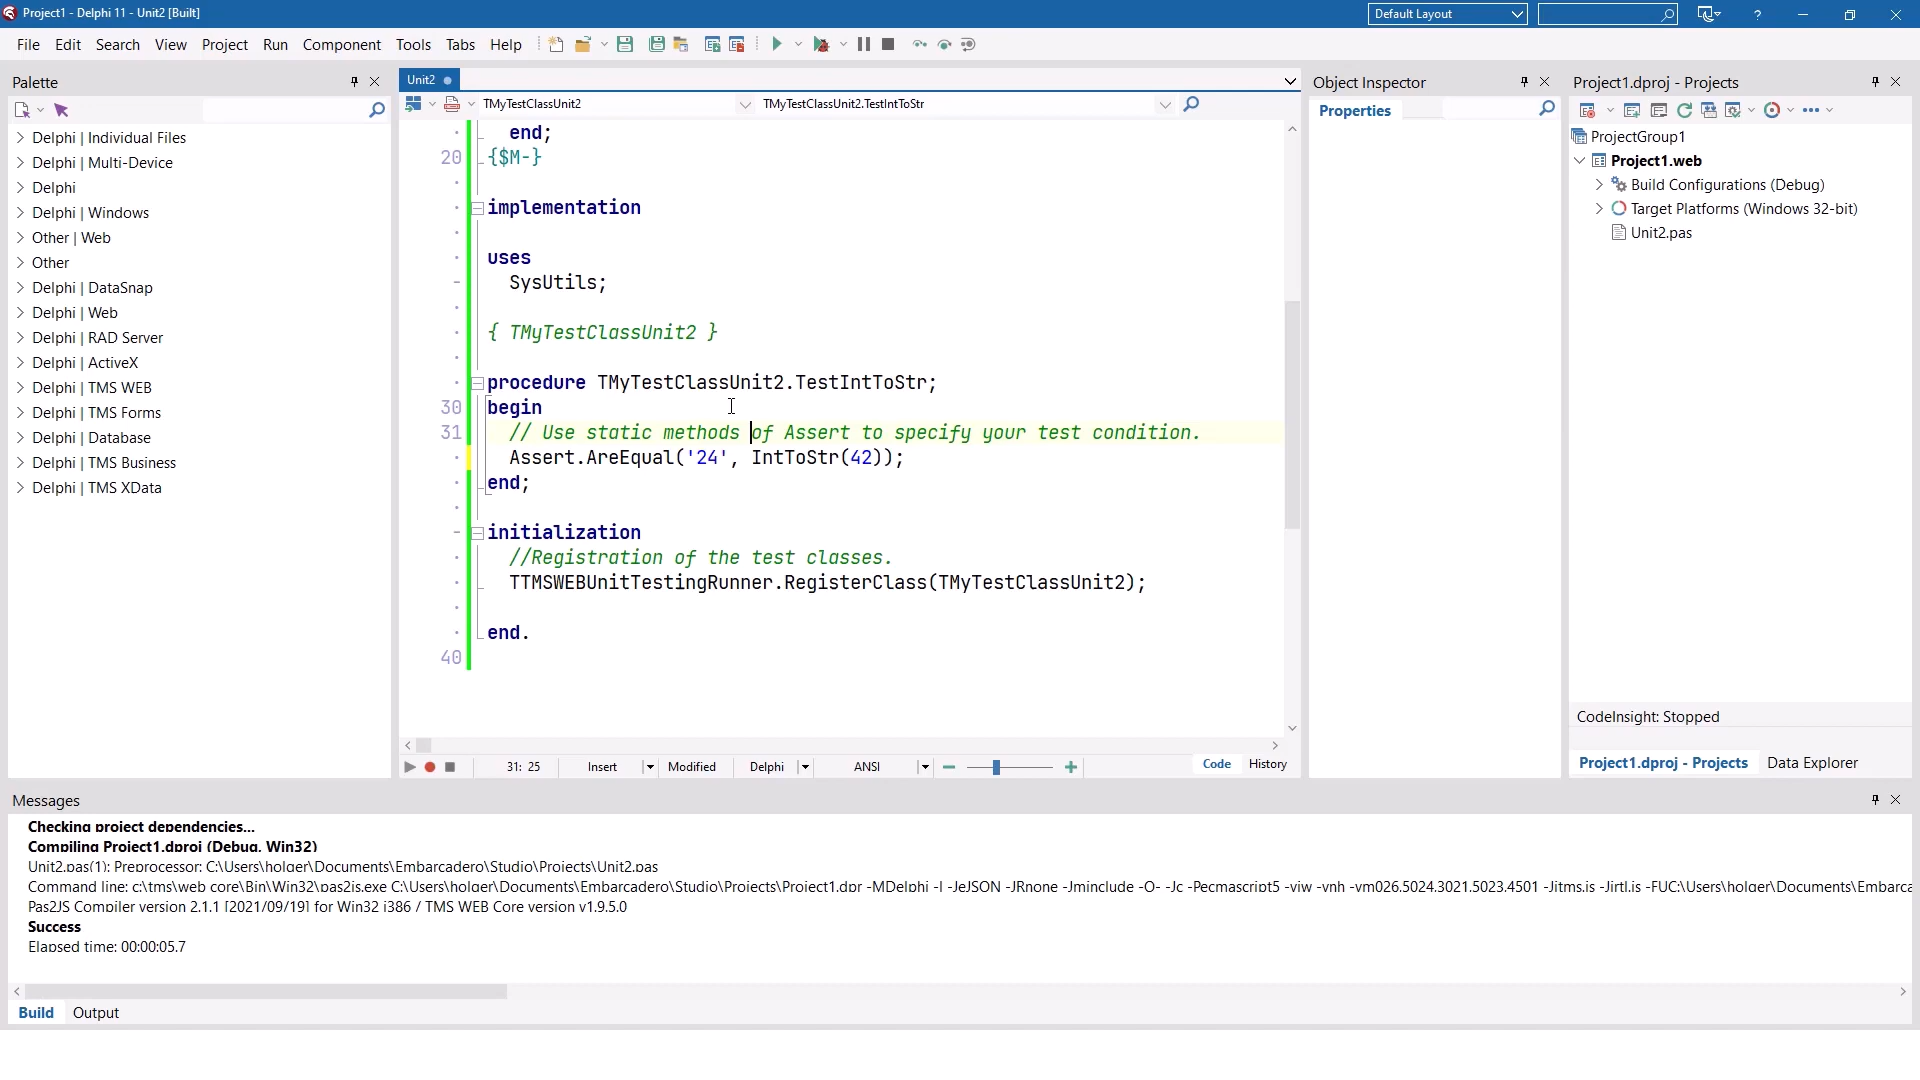 Project1 - Delphi 11 - Unit2 [Built]
Default Layout
?
File Edit Search View Project Run Component Tools Tabs Help
Palette
Delphi | Individual Files
Delphi | Multi-Device
Delphi
Delphi | Windows
Other | Web
Other
Delphi | DataSnap
Delphi | Web
Delphi | RAD Server
Delphi | ActiveX
Delphi | TMS WEB
Delphi | TMS Forms
Delphi | Database
Delphi | TMS Business
Delphi | TMS XData
Unit2
TMyTestClassUnit2
TMyTestClassUnit2.TestIntToStr
end;
20 {$M-}
implementation
uses
SysUtils;
{ TMyTestClassUnit2 }
procedure TMyTestClassUnit2.TestIntToStr;
30 begin
31 // Use static methods of Assert to specify your test condition.
Assert.AreEqual('24', IntToStr(42));
end;
initialization
//Registration of the test classes.
TTMSWEBUnitTestingRunner.RegisterClass(TMyTestClassUnit2);
end.
40
31: 25 Insert Modified Delphi ANSI Code History
Object Inspector
Properties
Project1.dproj - Projects
ProjectGroup1
Project1.web
Build Configurations (Debug)
Target Platforms (Windows 32-bit)
Unit2.pas
CodeInsight: Stopped
Project1.dproj - Projects Data Explorer
Messages
Checking project dependencies...
Compiling Project1.dproj (Debug, Win32)
Unit2.pas(1): Preprocessor: C:\Users\holger\Documents\Embarcadero\Studio\Projects\Unit2.pas
Command line: c:\tms\web core\Bin\Win32\pas2js.exe C:\Users\holger\Documents\Embarcadero\Studio\Projects\Project1.dpr -MDelphi -I -JeJSON -JRnone -Jminclude -O- -Jc -Pecmascript5 -viw -vnh -vm026,5024,3021,5023,4501 -Jitms.js -Jirtl.js -FUC:\Users\holger\Documents\Embarca
Pas2JS Compiler version 2.1.1 [2021/09/19] for Win32 i386 / TMS WEB Core version v1.9.5.0
Success
Elapsed time: 00:00:05.7
Build Output